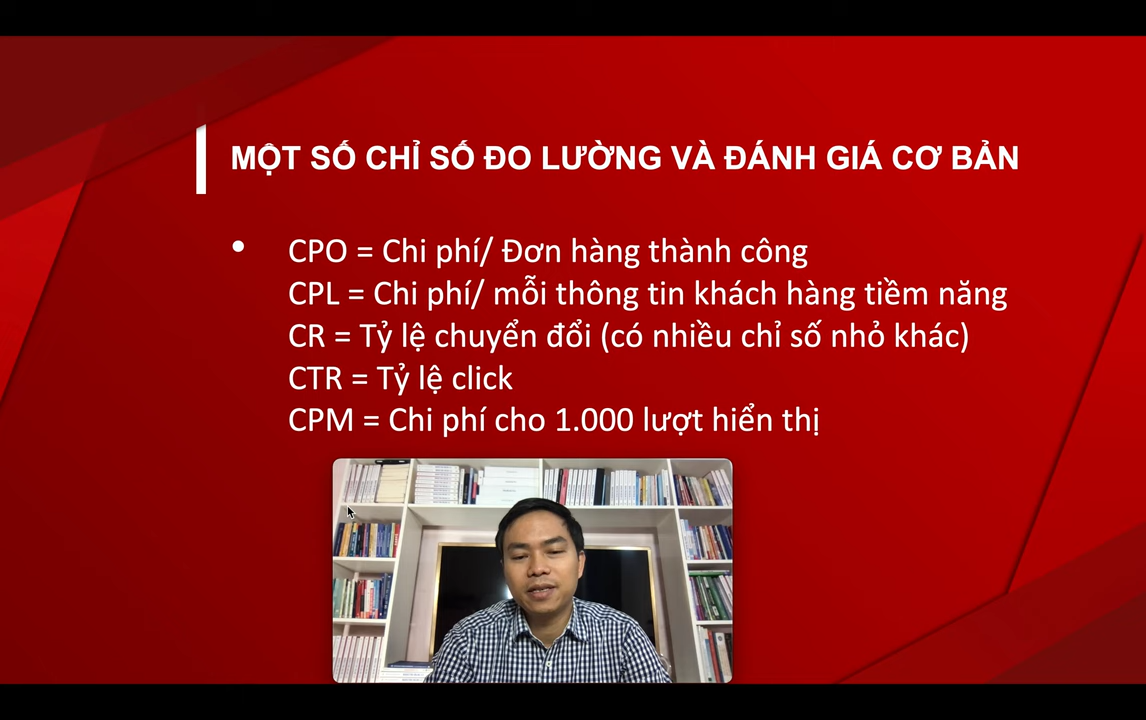 MỘT SỐ CHỈ SỐ ĐO LƯỜNG VÀ ĐÁNH GIÁ CƠ BẢN
• CPO = Chi phí/ Đơn hàng thành công
CPL = Chi phí/ mỗi thông tin khách hàng tiềm năng
CR = Tỷ lệ chuyển đổi (có nhiều chỉ số nhỏ khác)
CTR = Tỷ lệ click
CPM = Chi phí cho 1.000 lượt hiển thị